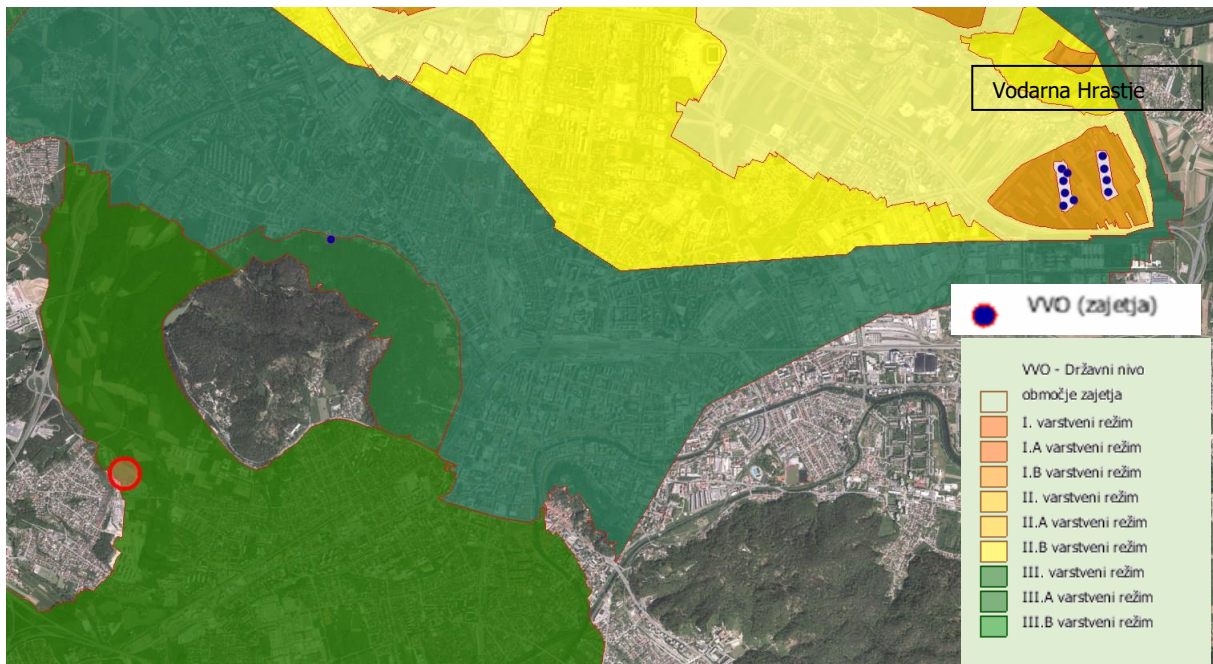 Vodarna Hrastje
VVO (zajetja)
VVO - Državni nivo
območje zajetja
I. varstveni režim
I.A varstveni režim
I.B varstveni režim
II. varstveni režim
II.A varstveni režim
II.B varstveni režim
III. varstveni režim
III.A varstveni režim
III.B varstveni režim